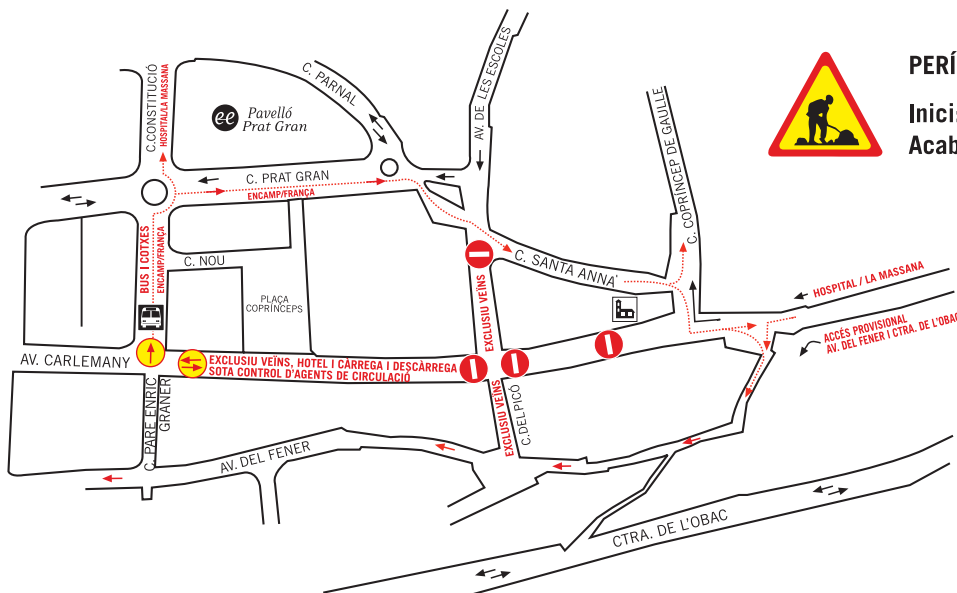 C. CONSTITUCIÓ
HOSPITAL/LA MASSANA
ee
Pavelló
Prat Gran
C. PARNAL
AV. DE LES ESCOLES
C. COPRÍNCEP DE GAULLE
C. PRAT GRAN
ENCAMP/FRANÇA
BUS I COTXES
ENCAMP/FRANÇA
C. NOU
PLAÇA
COPRÍNCEPS
C. SANTA ANNA
EXCLUSIU VEÏNS
HOSPITAL / LA MASSANA
ACCÉS PROVISIONAL
AV. DEL FENER I CTRA. DE L'OBAC
AV. CARLEMANY
EXCLUSIU VEÏNS, HOTEL I CÀRREGA I DESCÀRREGA
SOTA CONTROL D'AGENTS DE CIRCULACIÓ
C. PARE ENRIC
GRANER
EXCLUSIU VEÏNS
C. DEL PICÓ
AV. DEL FENER
CTRA. DE L'OBAC